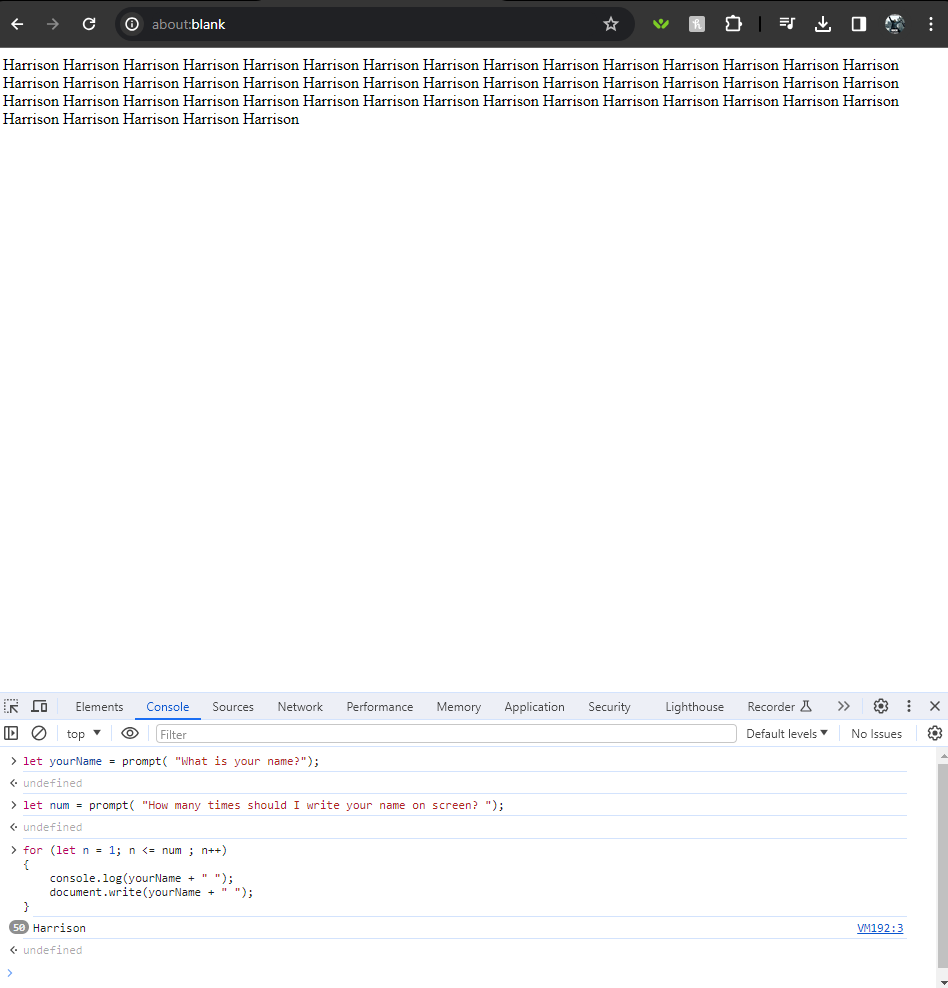 about:blank
Harrison Harrison Harrison Harrison Harrison Harrison Harrison Harrison Harrison Harrison Harrison Harrison Harrison Harrison Harrison
Harrison Harrison Harrison Harrison Harrison Harrison Harrison Harrison Harrison Harrison Harrison Harrison Harrison Harrison Harrison
Harrison Harrison Harrison Harrison Harrison Harrison Harrison Harrison Harrison Harrison Harrison Harrison Harrison Harrison Harrison
Harrison Harrison Harrison Harrison Harrison
Elements Console Sources Network Performance Memory Application Security Lighthouse Recorder
top Filter Default levels No Issues
let yourName = prompt( "What is your name?");
undefined
let num = prompt( "How many times should I write your name on screen? ");
undefined
for (let n = 1; n <= num ; n++)
{
    console.log(yourName + " ");
    document.write(yourName + " ");
}
50 Harrison VM192:3
undefined